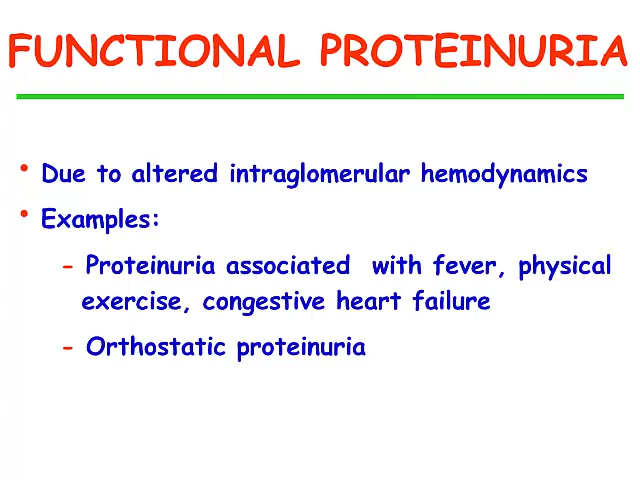 FUNCTIONAL PROTEINURIA
• Due to altered intraglomerular hemodynamics
• Examples:
- Proteinuria associated with fever, physical
exercise, congestive heart failure
- Orthostatic proteinuria